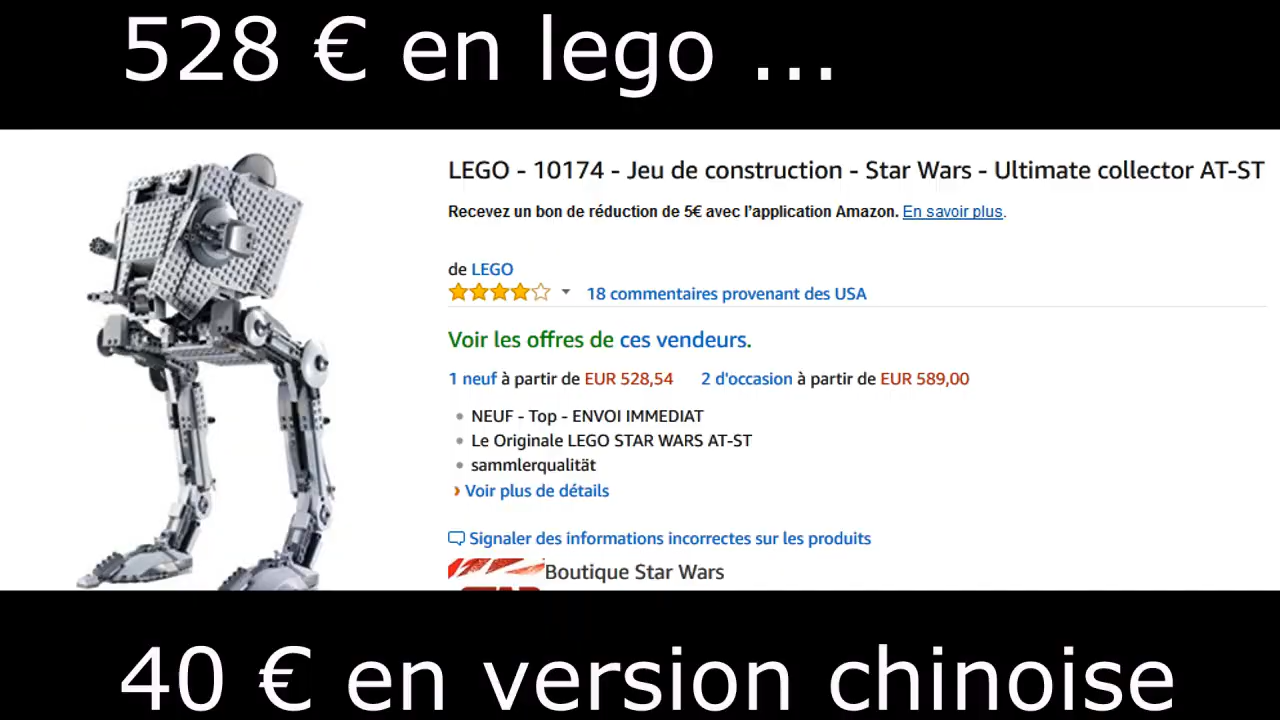 528 € en lego ...
LEGO - 10174 - Jeu de construction - Star Wars - Ultimate collector AT-ST
Recevez un bon de réduction de 5€ avec l’application Amazon. En savoir plus.
de LEGO
18 commentaires provenant des USA
Voir les offres de ces vendeurs.
1 neuf à partir de EUR 528,54 2 d'occasion à partir de EUR 589,00
NEUF - Top - ENVOI IMMEDIAT
Le Originale LEGO STAR WARS AT-ST
sammlerqualität
› Voir plus de détails
Signaler des informations incorrectes sur les produits
Boutique Star Wars
40 € en version chinoise